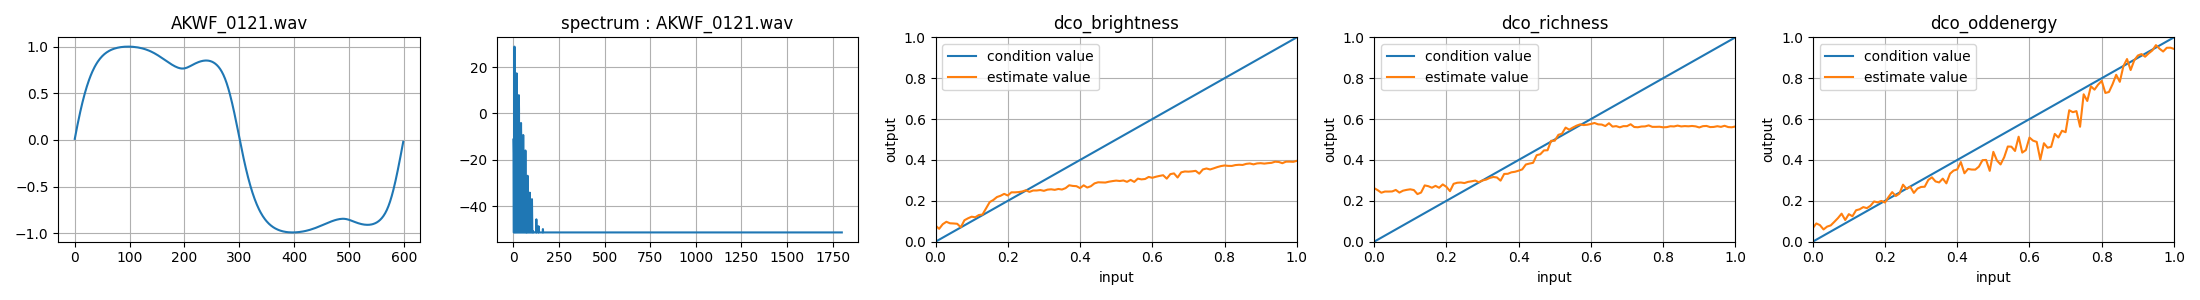 AKWF_0121.wav
1.0
0.5
0.0
−0.5
−1.0
0 100 200 300 400 500 600
spectrum : AKWF_0121.wav
20
0
−20
−40
0 250 500 750 1000 1250 1500 1750
dco_brightness
condition value
estimate value
output
1.0
0.8
0.6
0.4
0.2
0.0
0.0 0.2 0.4 0.6 0.8 1.0
input
dco_richness
condition value
estimate value
output
1.0
0.8
0.6
0.4
0.2
0.0
0.0 0.2 0.4 0.6 0.8 1.0
input
dco_oddenergy
condition value
estimate value
output
1.0
0.8
0.6
0.4
0.2
0.0
0.0 0.2 0.4 0.6 0.8 1.0
input